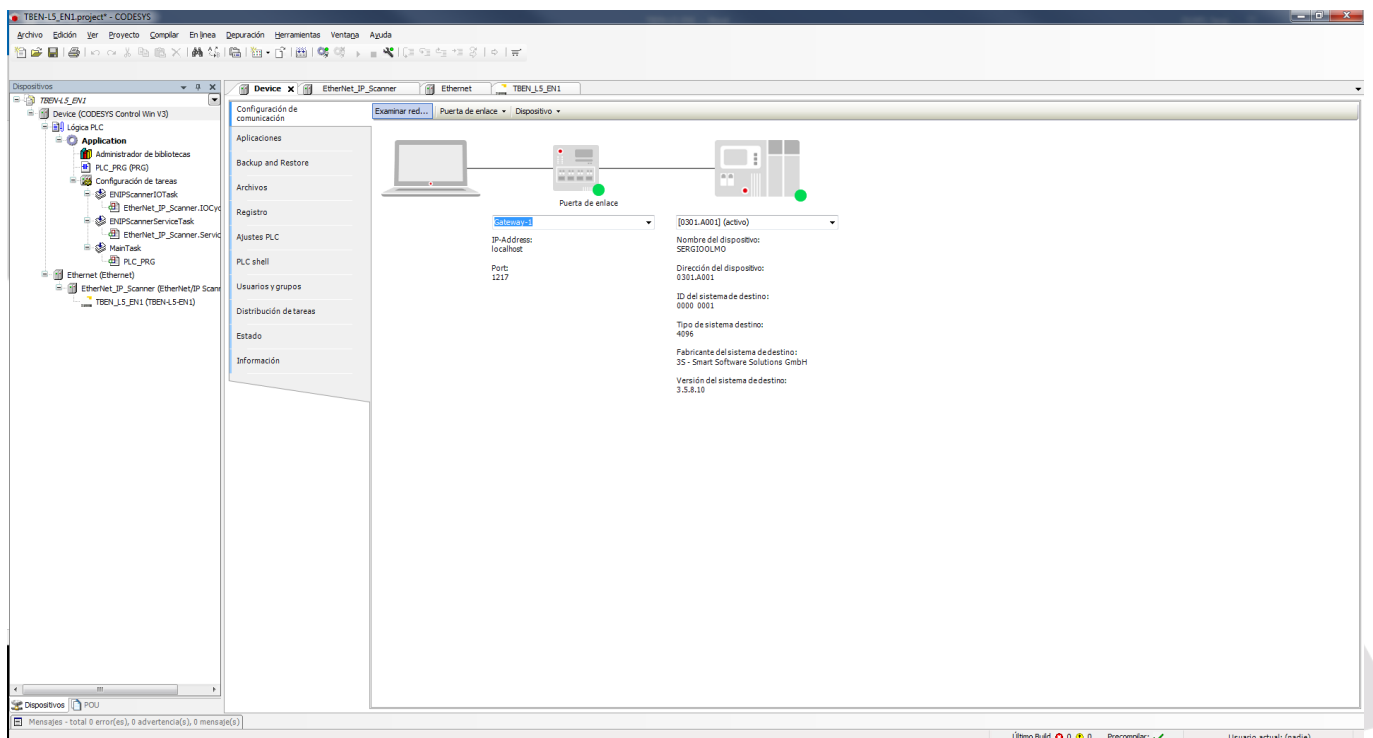 TBEN-L5_EN1.project* - CODESYS
Archivo Edición Ver Proyecto Compilar En línea Depuración Herramientas Ventana Ayuda
Dispositivos
TBEN-L5_EN1
Device (CODESYS Control Win V3)
Lógica PLC
Application
Administrador de bibliotecas
PLC_PRG (PRG)
Configuración de tareas
ENIPScannerIOTask
EtherNet_IP_Scanner.IOCyc
ENIPScannerServiceTask
EtherNet_IP_Scanner.Servic
MainTask
PLC_PRG
Ethernet (Ethernet)
EtherNet_IP_Scanner (EtherNet/IP Scann
TBEN_L5_EN1 (TBEN-L5-EN1)
Dispositivos POU
Device EtherNet_IP_Scanner Ethernet TBEN_L5_EN1
Configuración de
comunicación
Aplicaciones
Backup and Restore
Archivos
Registro
Ajustes PLC
PLC shell
Usuarios y grupos
Distribución de tareas
Estado
Información
Examinar red... Puerta de enlace Dispositivo
Puerta de enlace
Gateway-1
IP-Address:
localhost
Port:
1217
[0301.A001] (activo)
Nombre del dispositivo:
SERGIOOLMO
Dirección del dispositivo:
0301.A001
ID del sistema de destino:
0000 0001
Tipo de sistema destino:
4096
Fabricante del sistema de destino:
3S - Smart Software Solutions GmbH
Versión del sistema de destino:
3.5.8.10
Mensajes - total 0 error(es), 0 advertencia(s), 0 mensaje(s)
Último Build 0 0 Precompilar: Usuario actual: (nadie)